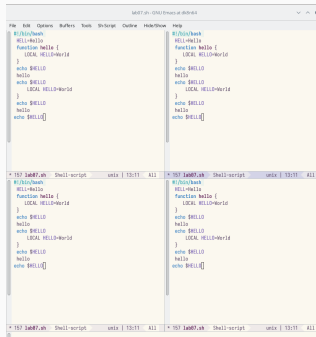 lab07.sh - GNU Emacs at
File Edit Options Buffers Tools Sh-Script Outline Hide/Show Help
#!/bin/bash
HELL=Hello
function hello {
LOCAL HELLO=World
}
echo $HELLO
hello
echo $HELLO
LOCAL HELLO=World
}
echo $HELLO
hello
echo $HELLO
* 157 lab07.sh Shell-script unix | 13:11 All
#!/bin/bash
HELL=Hello
function hello {
LOCAL HELLO=World
}
echo $HELLO
hello
echo $HELLO
LOCAL HELLO=World
}
echo $HELLO
hello
echo $HELLO
* 157 lab07.sh Shell-script unix | 13:11 All
#!/bin/bash
HELL=Hello
function hello {
LOCAL HELLO=World
}
echo $HELLO
hello
echo $HELLO
LOCAL HELLO=World
}
echo $HELLO
hello
echo $HELLO
* 157 lab07.sh Shell-script unix | 13:11 All
#!/bin/bash
HELL=Hello
function hello {
LOCAL HELLO=World
}
echo $HELLO
hello
echo $HELLO
LOCAL HELLO=World
}
echo $HELLO
hello
echo $HELLO
* 157 lab07.sh Shell-script unix | 13:11 All